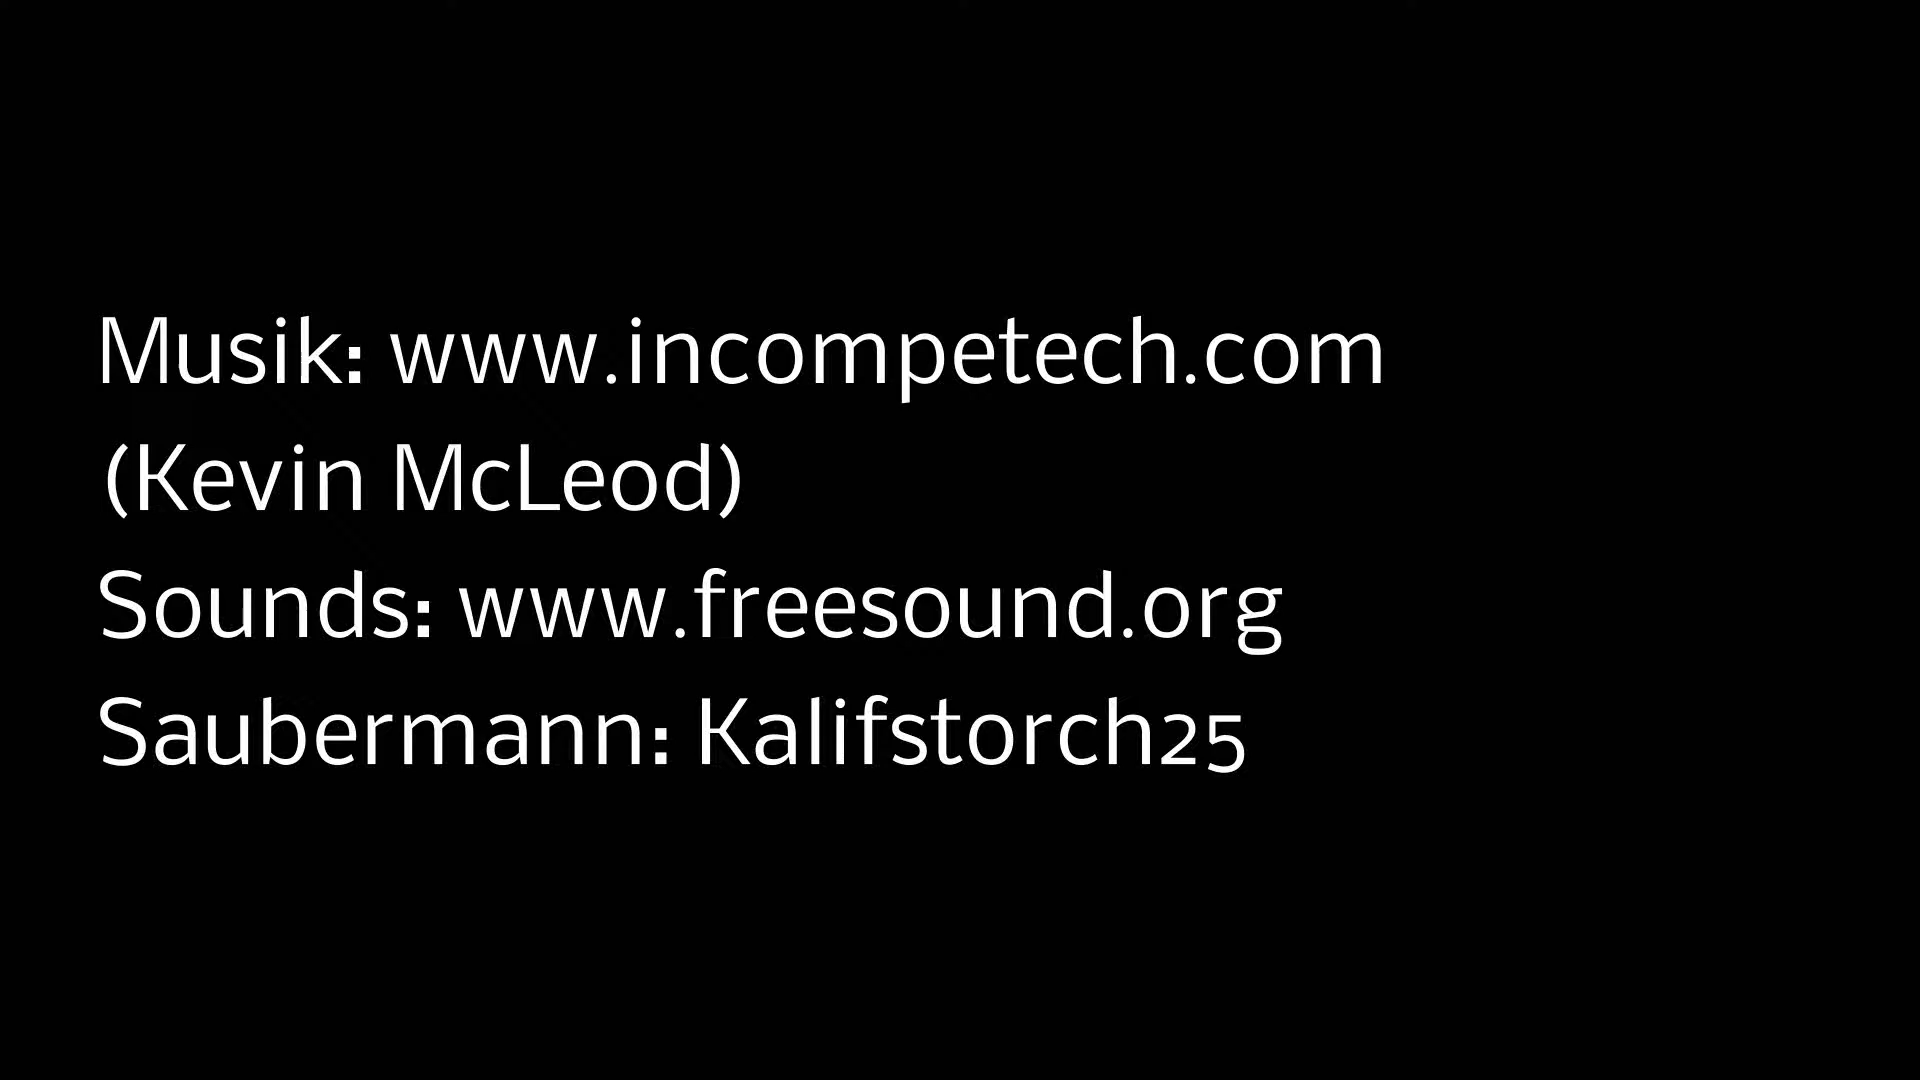 Musik: www.incompetech.com
(Kevin McLeod)
Sounds: www.freesound.org
Saubermann: Kalifstorch25